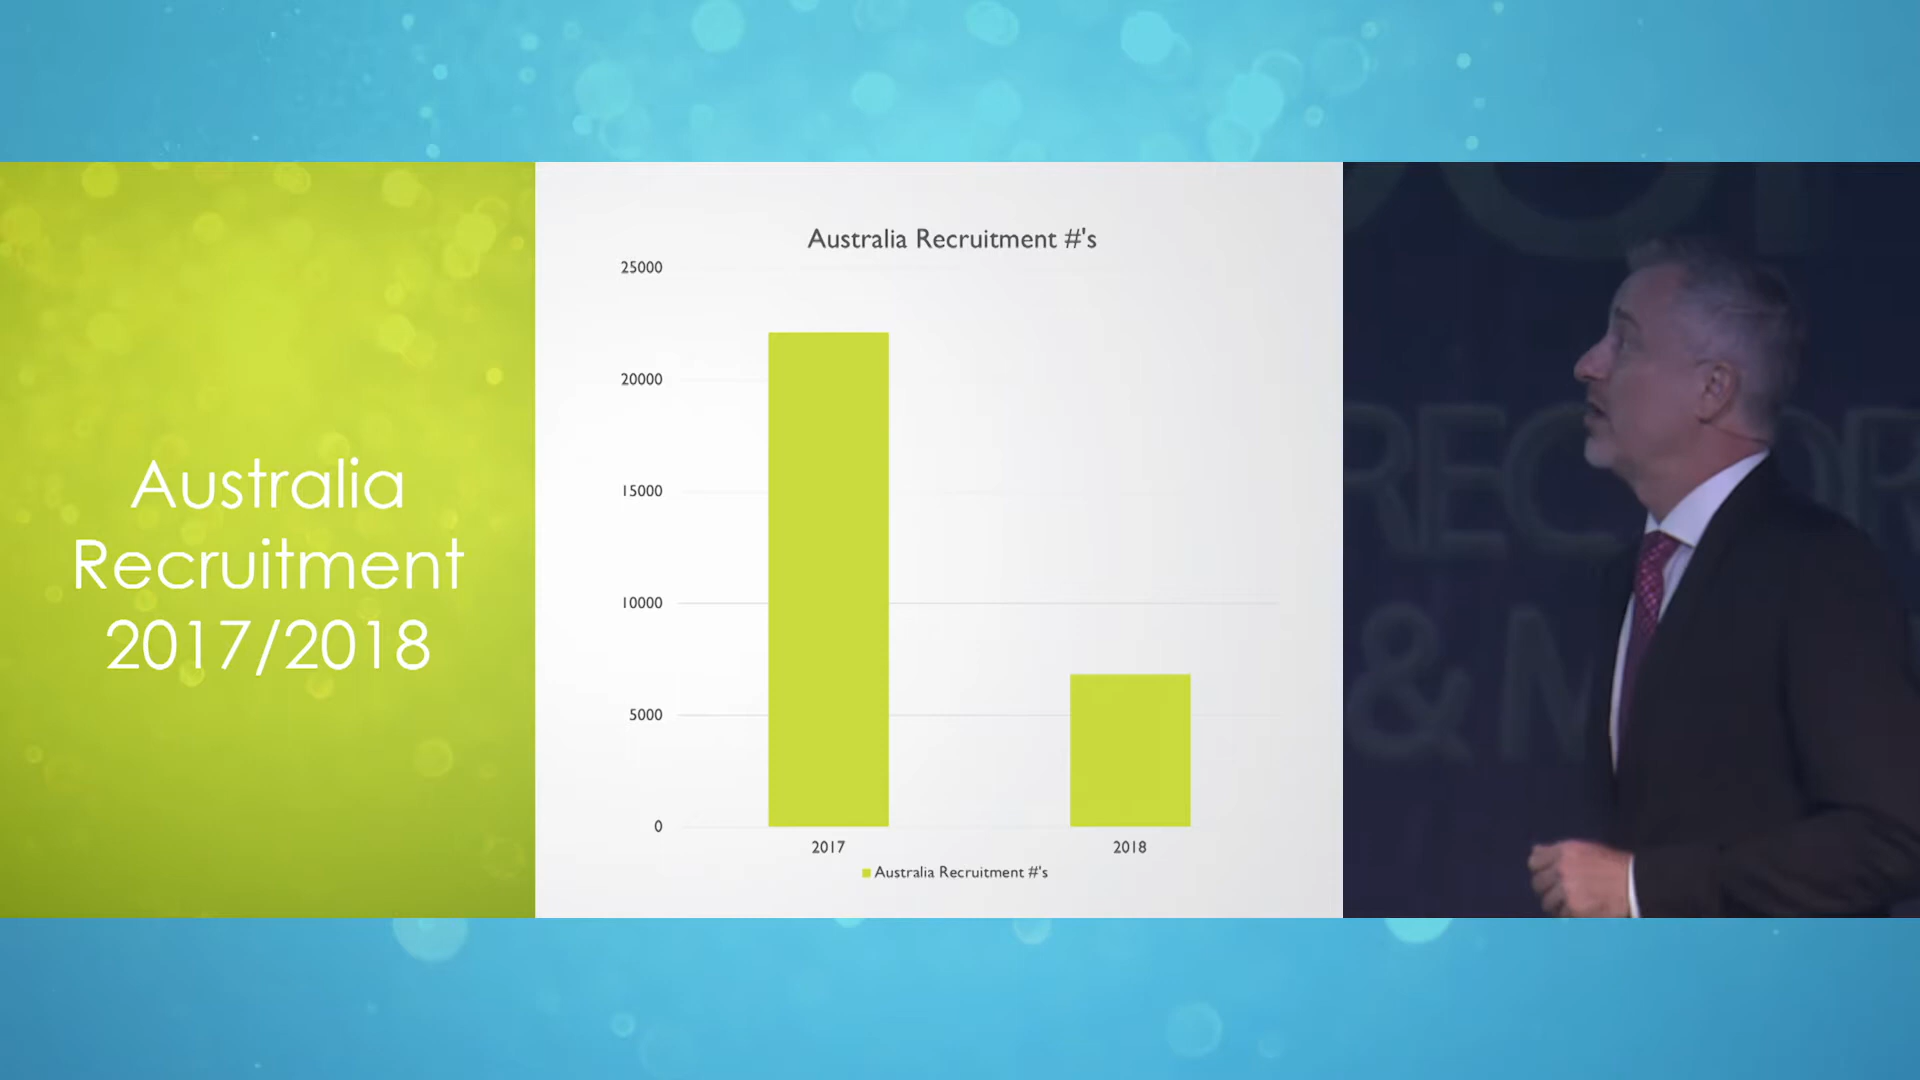 Australia
Recruitment
2017/2018
Australia Recruitment #'s
25000
20000
15000
10000
5000
0
2017
2018
Australia Recruitment #'s
&